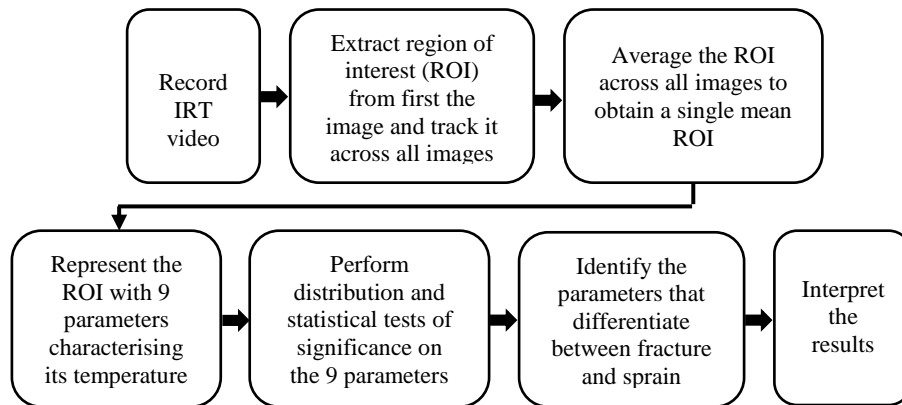 Record
IRT
video
Extract region of
interest (ROI)
from first the
image and track it
across all images
Average the ROI
across all images to
obtain a single mean
ROI
Represent the
ROI with 9
parameters
characterising
its temperature
Perform
distribution and
statistical tests of
significance on
the 9 parameters
Identify the
parameters that
differentiate
between fracture
and sprain
Interpret
the
results